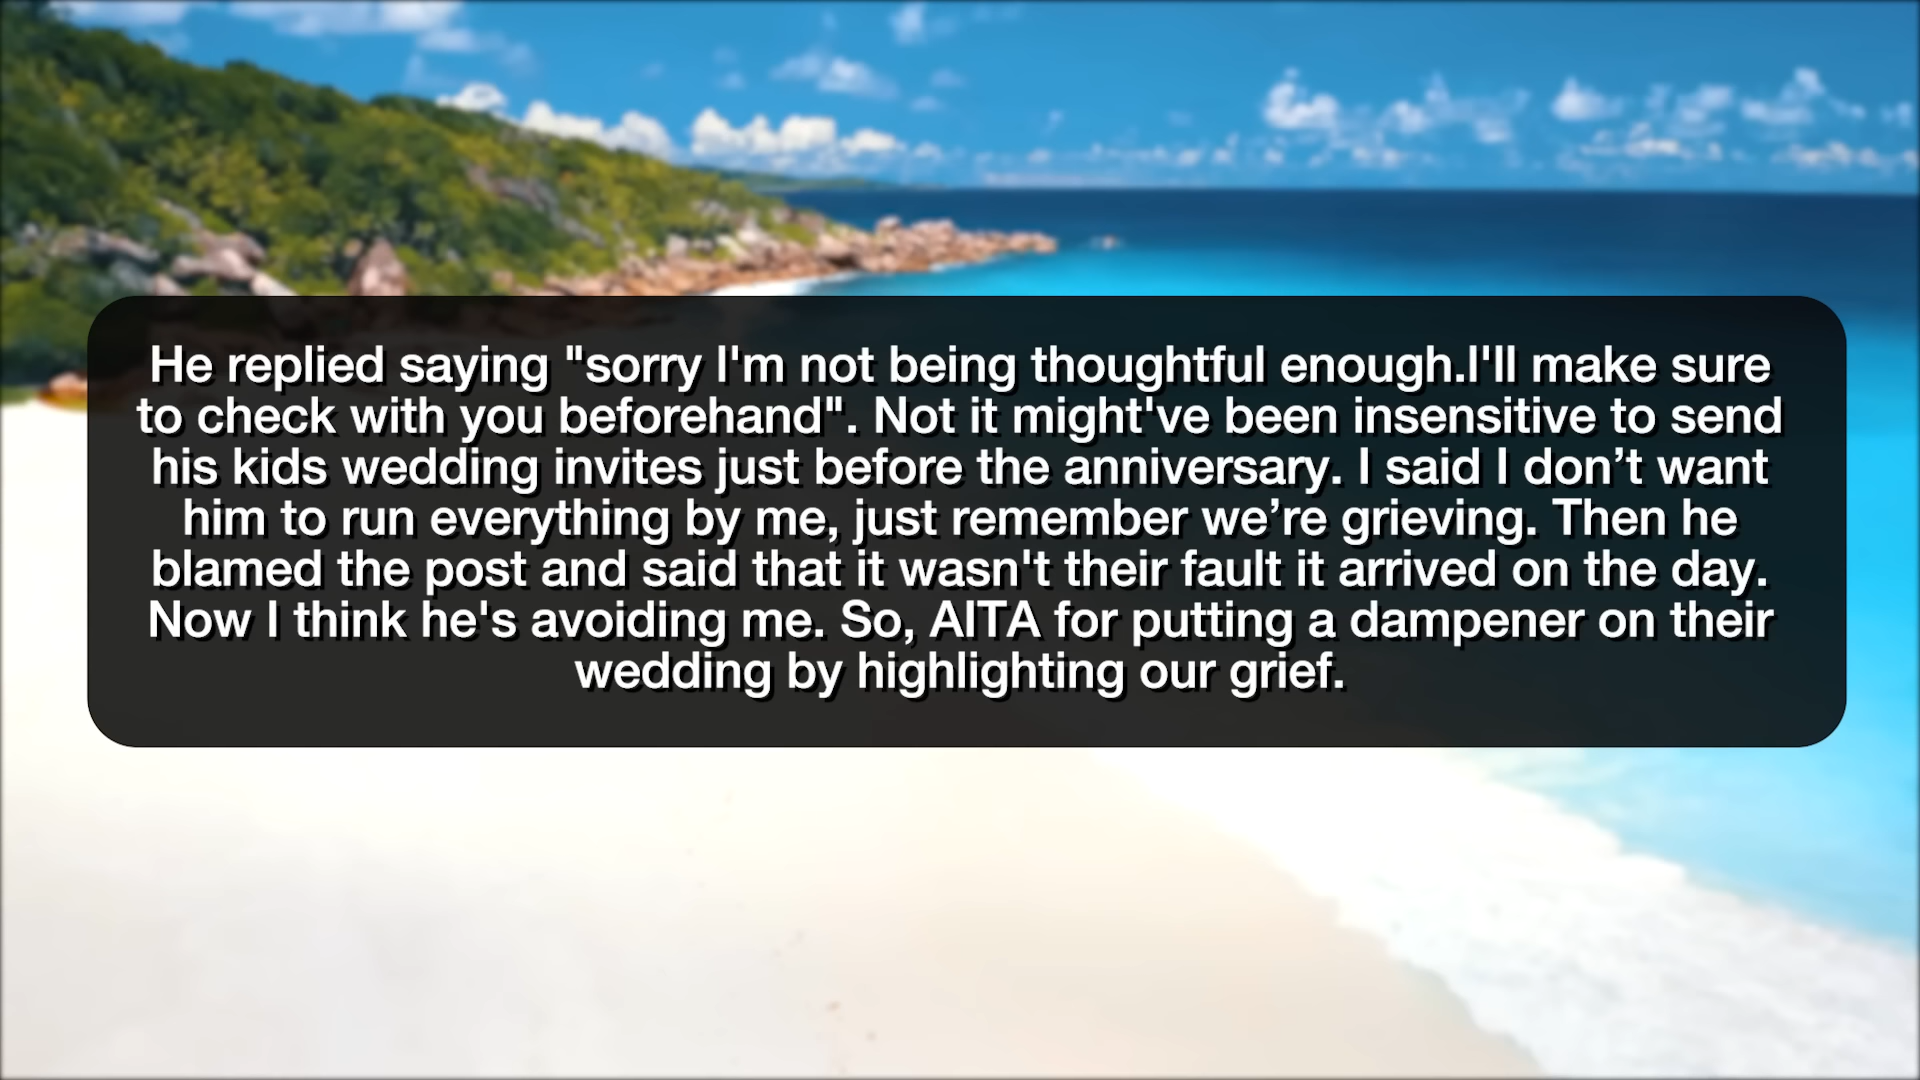 He replied saying "sorry I'm not being thoughtful enough.I'll make sure
to check with you beforehand". Not it might've been insensitive to send
his kids wedding invites just before the anniversary. I said I don’t want
him to run everything by me, just remember we’re grieving. Then he
blamed the post and said that it wasn't their fault it arrived on the day.
Now I think he's avoiding me. So, AITA for putting a dampener on their
wedding by highlighting our grief.